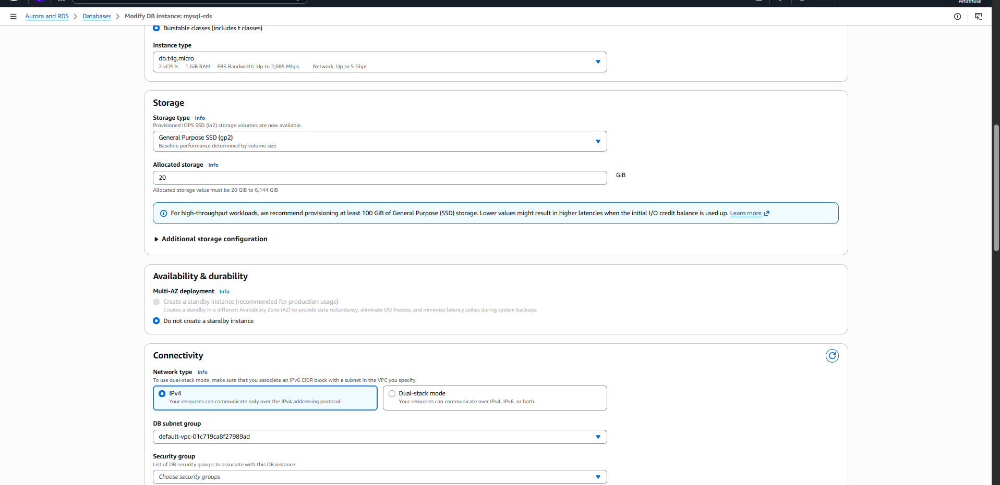 Anuthula
Aurora and RDS
Databases
Modify DB instance: mysql-rds
Burstable classes (includes t classes)
Instance type
db.t4g.micro
2 vCPUs 1 GiB RAM EBS Bandwidth: Up to 2,085 Mbps Network: Up to 5 Gbps
Storage
Storage type Info
Provisioned IOPS SSD (io2) storage volumes are now available.
General Purpose SSD (gp2)
Baseline performance determined by volume size
Allocated storage Info
20
GiB
Allocated storage value must be 20 GiB to 6,144 GiB
For high-throughput workloads, we recommend provisioning at least 100 GiB of General Purpose (SSD) storage. Lower values might result in higher latencies when the initial I/O credit balance is used up. Learn more
Additional storage configuration
Availability & durability
Multi-AZ deployment Info
Create a standby instance (recommended for production usage)
Creates a standby in a different Availability Zone (AZ) to provide data redundancy, eliminate I/O freezes, and minimize latency spikes during system backups.
Do not create a standby instance
Connectivity
Network type Info
To use dual-stack mode, make sure that you associate an IPv6 CIDR block with a subnet in the VPC you specify.
IPv4
Your resources can communicate only over the IPv4 addressing protocol.
Dual-stack mode
Your resources can communicate over IPv4, IPv6, or both.
DB subnet group
default-vpc-01c719ca8f27989ad
Security group
List of DB security groups to associate with this DB instance.
Choose security groups